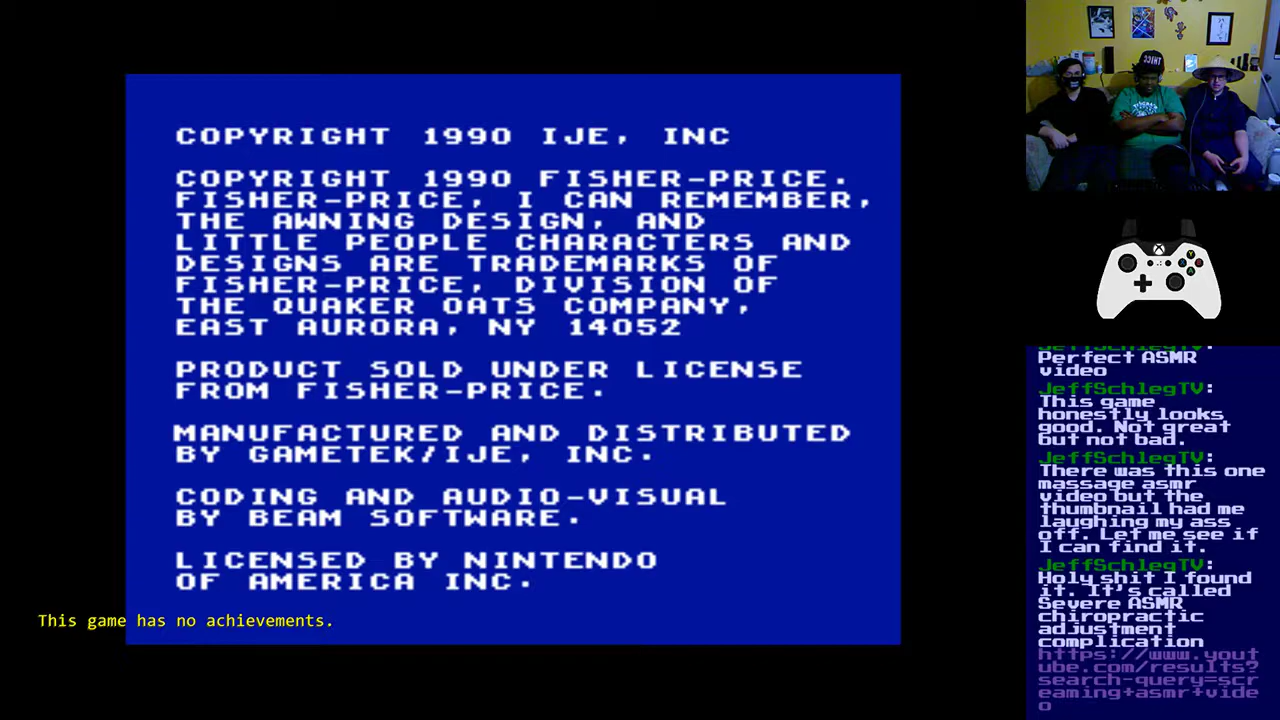 COPYRIGHT 1990 IJE, INC
COPYRIGHT 1990 FISHER-PRICE.
FISHER-PRICE, I CAN REMEMBER,
THE AWNING DESIGN, AND
LITTLE PEOPLE CHARACTERS AND
DESIGNS ARE TRADEMARKS OF
FISHER-PRICE, DIVISION OF
THE QUAKER OATS COMPANY,
EAST AURORA, NY 14052
PRODUCT SOLD UNDER LICENSE
FROM FISHER-PRICE.
MANUFACTURED AND DISTRIBUTED
BY GAMETEK/IJE, INC.
CODING AND AUDIO-VISUAL
BY BEAM SOFTWARE.
LICENSED BY NINTENDO
OF AMERICA INC.
This game has no achievements.
JeffSchlegTV:
Perfect ASMR
video
JeffSchlegTV:
This game
honestly looks
good. Not great
but not bad.
JeffSchlegTV:
There was this one
massage asmr
video but the
thumbnail had me
laughing my ass
off. Let me see if
I can find it.
JeffSchlegTV:
Holy shit I found
it. It's called
Severe ASMR
chiropractic
adjustment
complication
https://www.yout
ube.com/results?
search-query=scr
eaming+asmr+vide
o